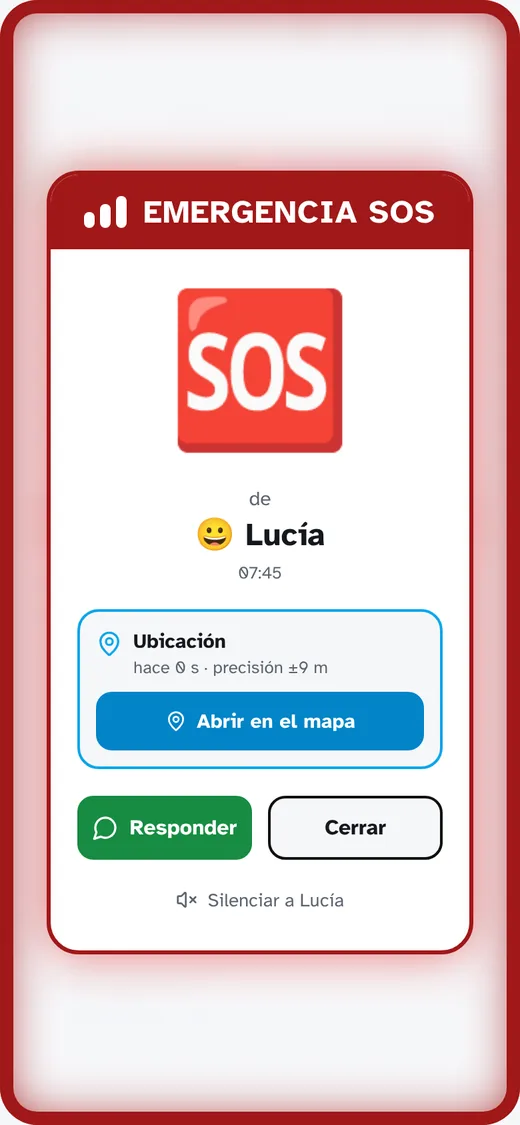 EMERGENCIA SOS
SOS
de
😀 Lucía
07:45
Ubicación
hace 0 s · precisión ±9 m
Abrir en el mapa
Responder
Cerrar
Silenciar a Lucía